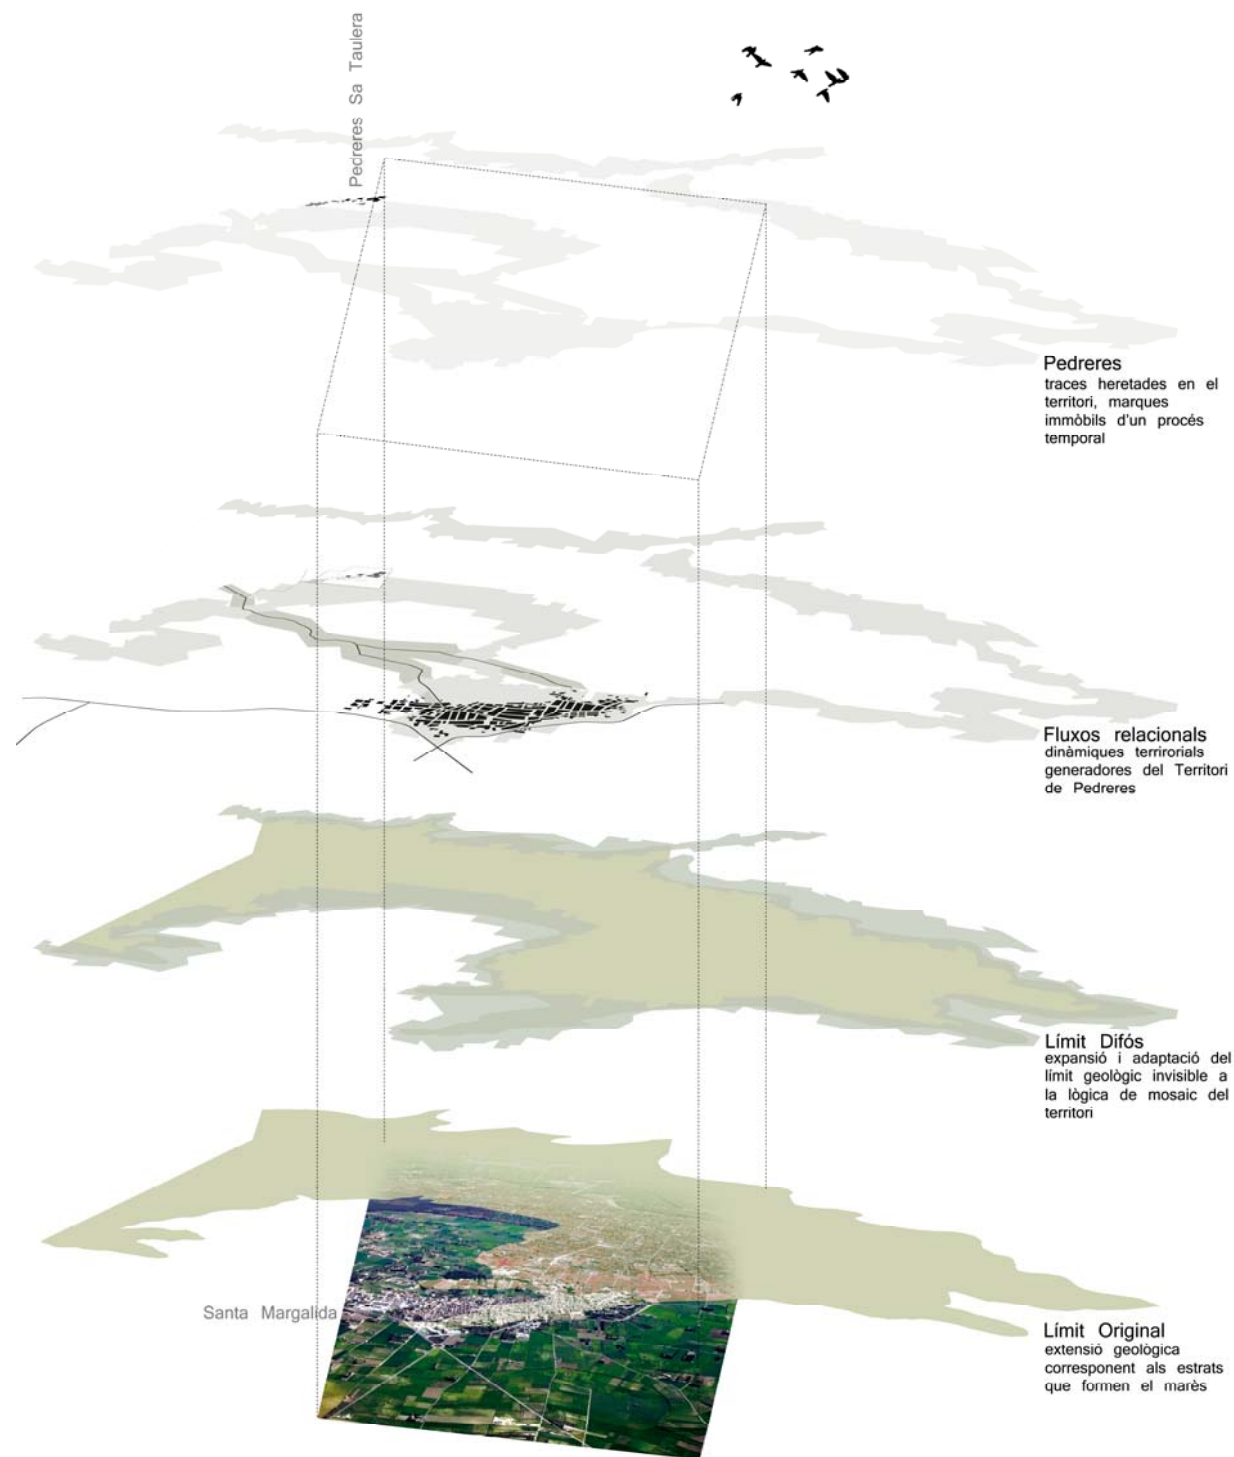 Pedreres Sa Taulera
Pedreres
traces heretades en el
territori, marques
immòbils d'un procés
temporal
Fluxos relacionals
dinàmiques terrirorials
generadores del Territori
de Pedreres
Límit Difós
expansió i adaptació del
límit geològic invisible a
la lògica de mosaic del
territori
Santa Margalida
Límit Original
extensió geològica
corresponent als estrats
que formen el marès